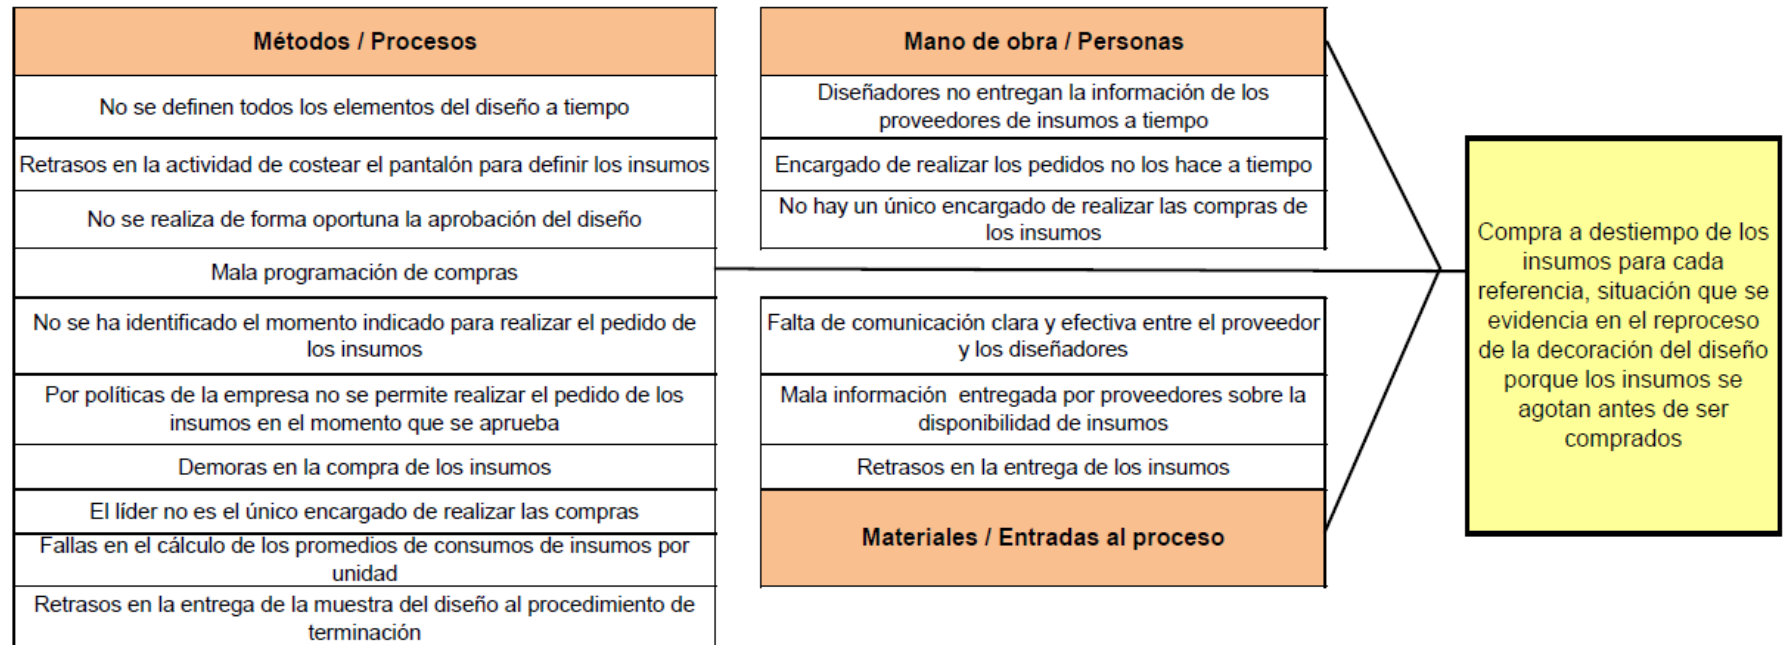 Métodos / Procesos
No se definen todos los elementos del diseño a tiempo
Retrasos en la actividad de costear el pantalón para definir los insumos
No se realiza de forma oportuna la aprobación del diseño
Mala programación de compras
No se ha identificado el momento indicado para realizar el pedido de
los insumos
Por políticas de la empresa no se permite realizar el pedido de los
insumos en el momento que se aprueba
Demoras en la compra de los insumos
El líder no es el único encargado de realizar las compras
Fallas en el cálculo de los promedios de consumos de insumos por
unidad
Retrasos en la entrega de la muestra del diseño al procedimiento de
terminación
Mano de obra / Personas
Diseñadores no entregan la información de los
proveedores de insumos a tiempo
Encargado de realizar los pedidos no los hace a tiempo
No hay un único encargado de realizar las compras de
los insumos
Falta de comunicación clara y efectiva entre el proveedor
y los diseñadores
Mala información entregada por proveedores sobre la
disponibilidad de insumos
Retrasos en la entrega de los insumos
Materiales / Entradas al proceso
Compra a destiempo de los
insumos para cada
referencia, situación que se
evidencia en el reproceso
de la decoración del diseño
porque los insumos se
agotan antes de ser
comprados